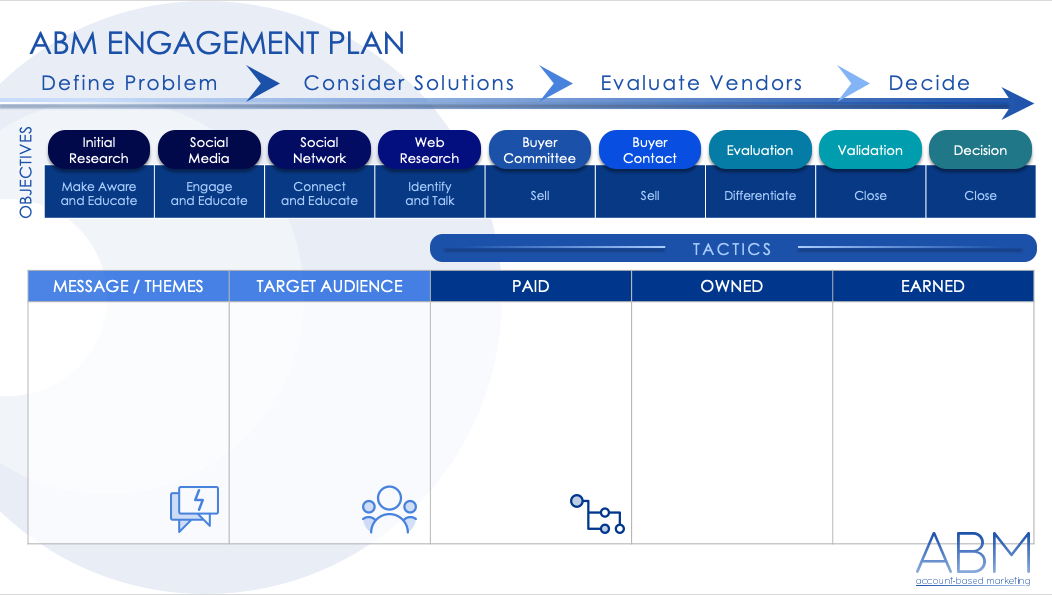 ABM ENGAGEMENT PLAN
Define Problem
Consider Solutions
Evaluate Vendors
Decide
OBJECTIVES
Initial
Research
Social
Media
Social
Network
Web
Research
Buyer
Committee
Buyer
Contact
Evaluation
Validation
Decision
Make Aware
and Educate
Engage
and Educate
Connect
and Educate
Identify
and Talk
Sell
Sell
Differentiate
Close
Close
TACTICS
MESSAGE / THEMES
TARGET AUDIENCE
PAID
OWNED
EARNED
ABM
account-based marketing